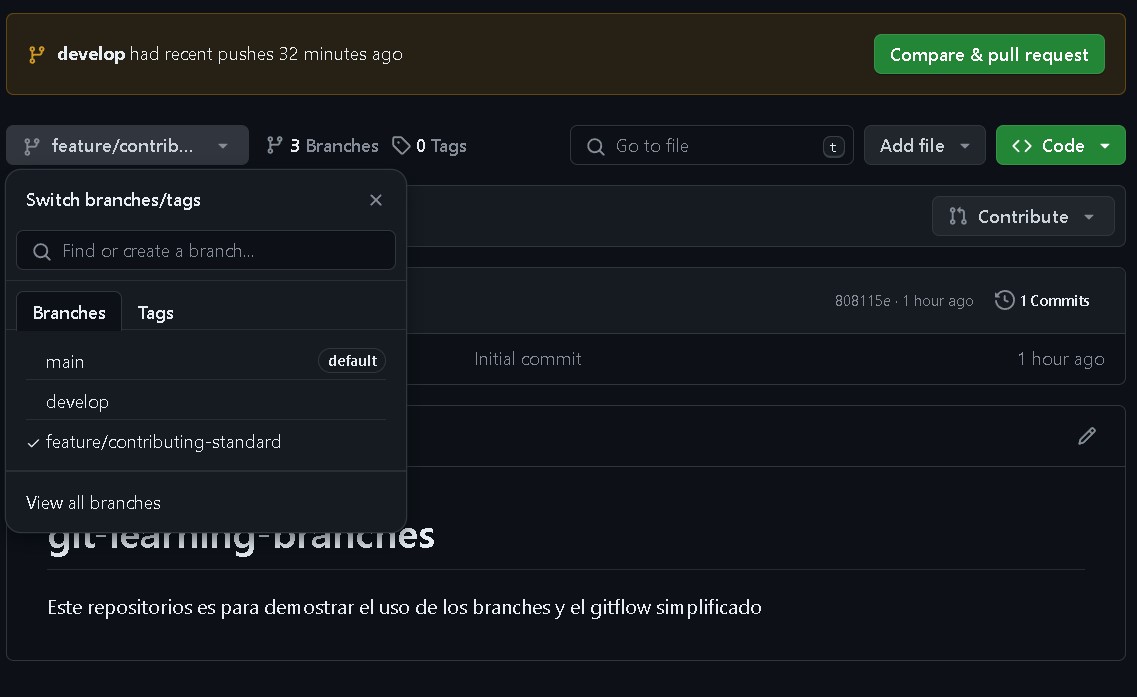 develop had recent pushes 32 minutes ago
Compare & pull request
feature/contrib...
3 Branches
0 Tags
Go to file
t
Add file
Code
Switch branches/tags
Find or create a branch...
Branches
Tags
main
default
develop
feature/contributing-standard
View all branches
Contribute
808115e · 1 hour ago
1 Commits
Initial commit
1 hour ago
git-learning-branches
Este repositorios es para demostrar el uso de los branches y el gitflow simplificado